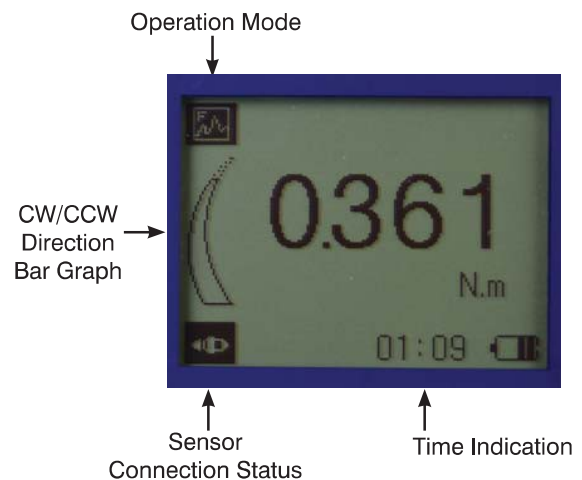 Operation Mode
F
0.361
CW/CCW
Direction
Bar Graph
N.m
01:09
Sensor
Connection Status
Time Indication